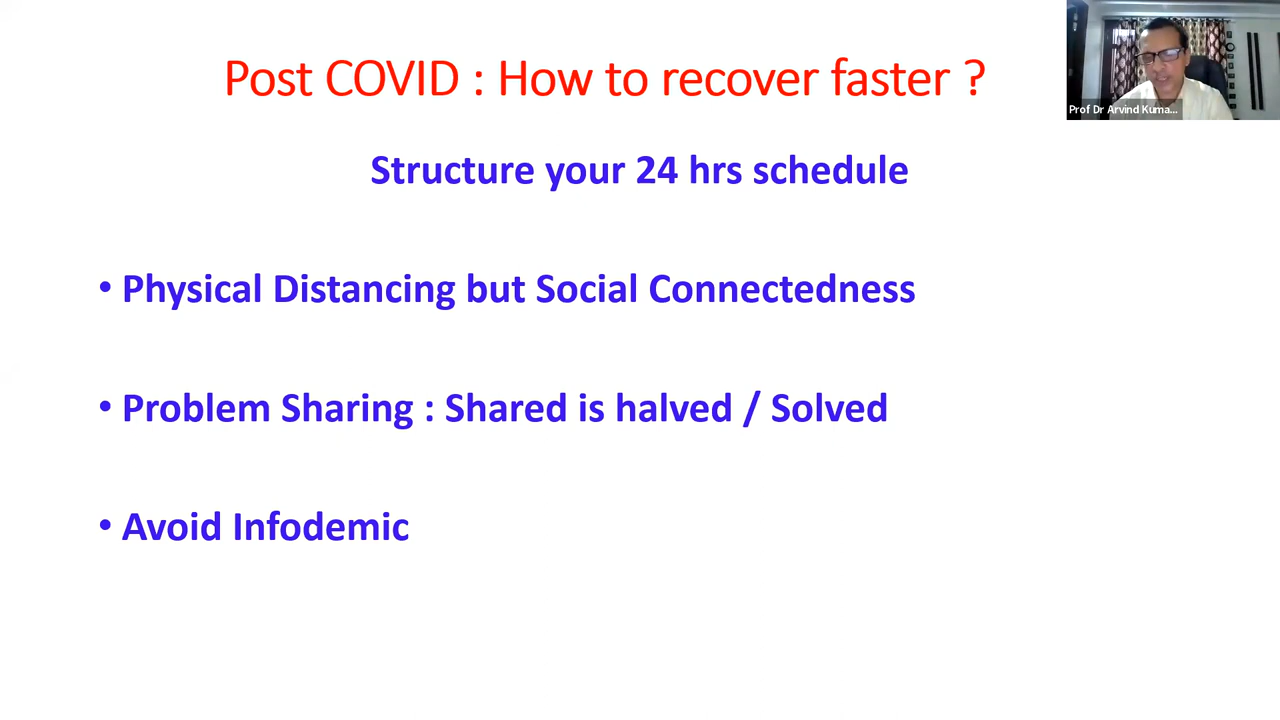 Post COVID : How to recover faster ?
Prof Dr Arvind Kuma...
Structure your 24 hrs schedule
• Physical Distancing but Social Connectedness
• Problem Sharing : Shared is halved / Solved
• Avoid Infodemic